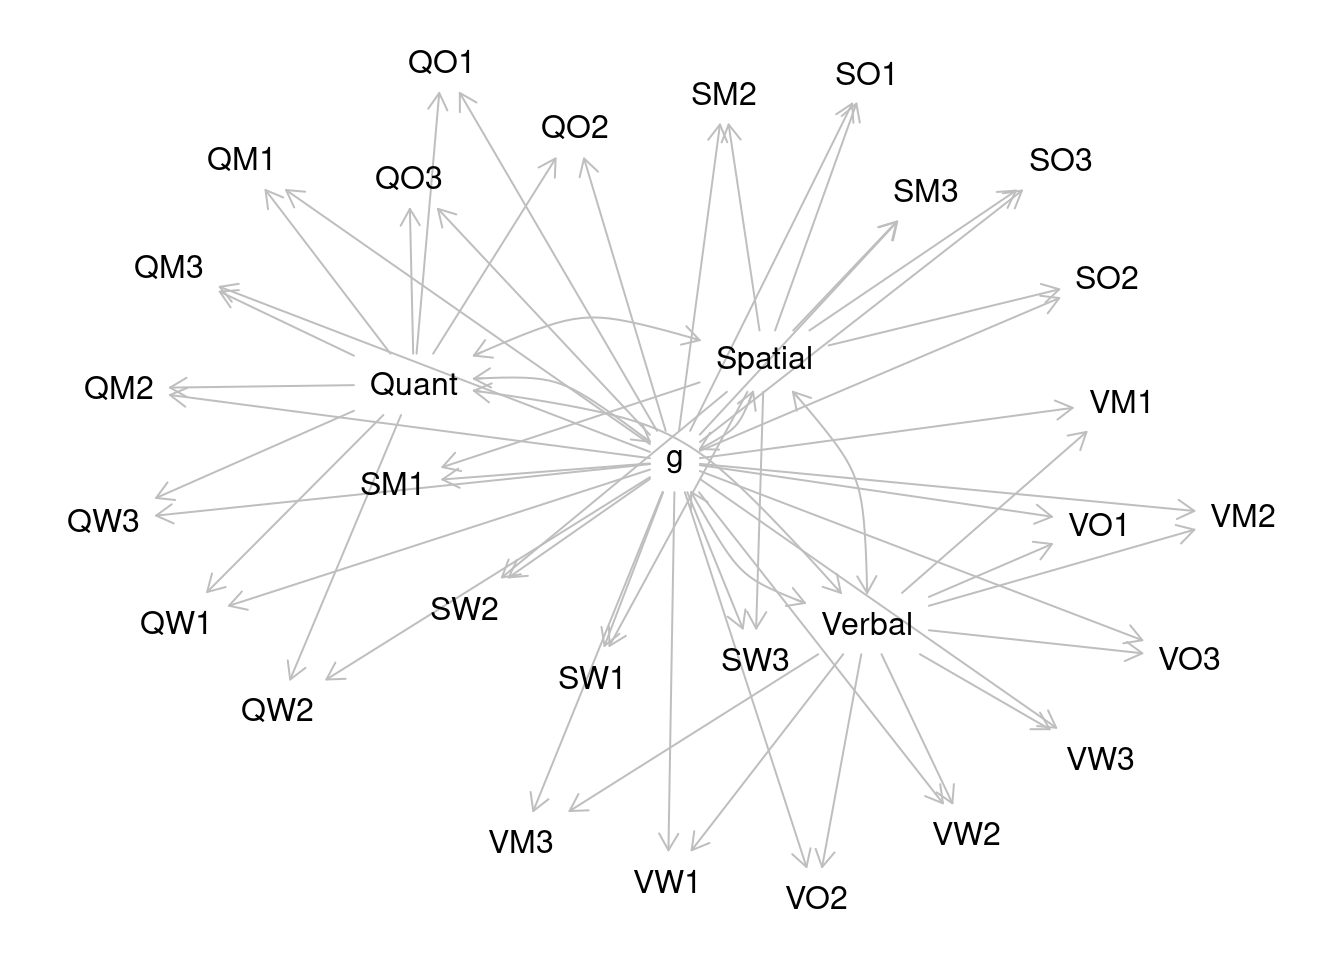 QO1
SO1
SM2
QO2
QM1
SO3
QO3
SM3
QM3
SO2
Spatial
Quant
QM2
VM1
g
SM1
VM2
QW3
VO1
SW2
QW1
Verbal
SW3
VO3
SW1
QW2
VW3
VW2
VM3
VW1
VO2